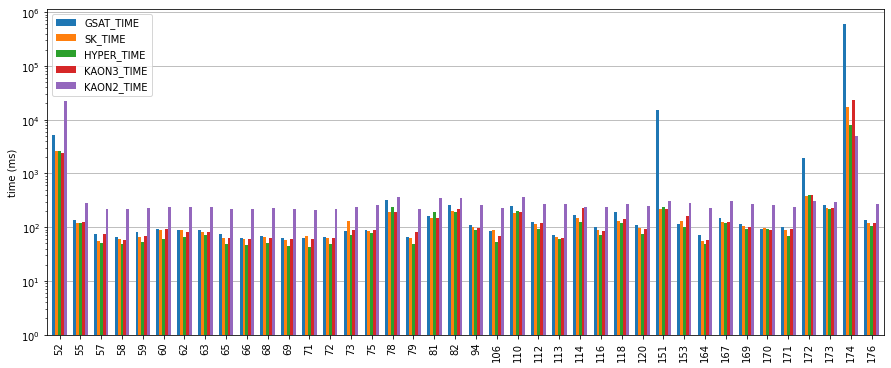 GSAT_TIME
SK_TIME
HYPER_TIME
KAON3_TIME
KAON2_TIME
time (ms)
10⁶
10⁵
10⁴
10³
10²
10¹
10⁰
52 55 57 58 59 60 62 63 65 66 68 69 71 72 73 75 78 79 81 82 94 106 110 112 113 114 116 118 120 151 153 164 167 169 170 171 172 173 174 176